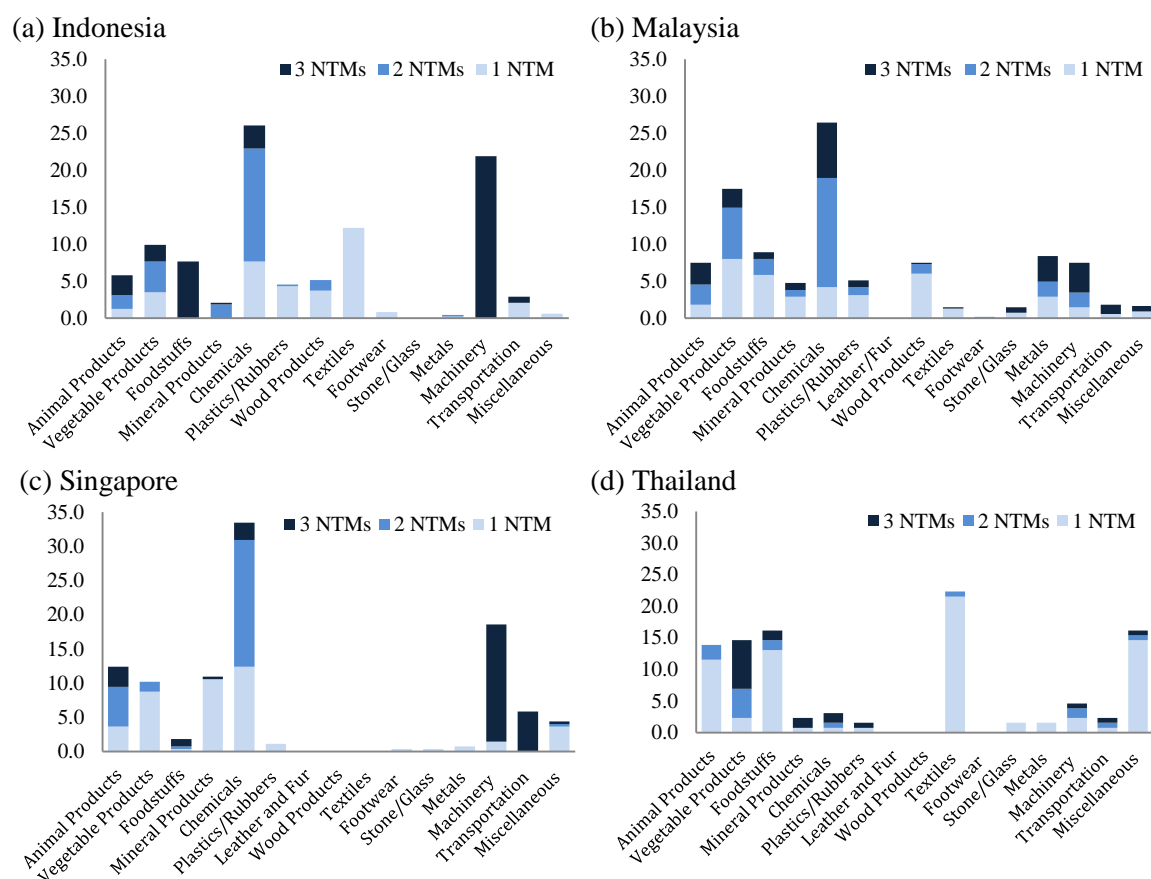 (a) Indonesia
35.0
30.0
25.0
20.0
15.0
10.0
5.0
0.0
3 NTMs 2 NTMs 1 NTM
Animal Products
Vegetable Products
Foodstuffs
Mineral Products
Chemicals
Plastics/Rubbers
Wood Products
Textiles
Footwear
Stone/Glass
Metals
Machinery
Transportation
Miscellaneous
(b) Malaysia
35.0
30.0
25.0
20.0
15.0
10.0
5.0
0.0
3 NTMs 2 NTMs 1 NTM
Animal Products
Vegetable Products
Foodstuffs
Mineral Products
Chemicals
Plastics/Rubbers
Leather/Fur
Wood Products
Textiles
Footwear
Stone/Glass
Metals
Machinery
Transportation
Miscellaneous
(c) Singapore
35.0
30.0
25.0
20.0
15.0
10.0
5.0
0.0
3 NTMs 2 NTMs 1 NTM
Animal Products
Vegetable Products
Foodstuffs
Mineral Products
Chemicals
Plastics/Rubbers
Leather and Fur
Wood Products
Textiles
Footwear
Stone/Glass
Metals
Machinery
Transportation
Miscellaneous
(d) Thailand
35.0
30.0
25.0
20.0
15.0
10.0
5.0
0.0
3 NTMs 2 NTMs 1 NTM
Animal Products
Vegetable Products
Foodstuffs
Mineral Products
Chemicals
Plastics/Rubbers
Leather and Fur
Wood Products
Textiles
Footwear
Stone/Glass
Metals
Machinery
Transportation
Miscellaneous